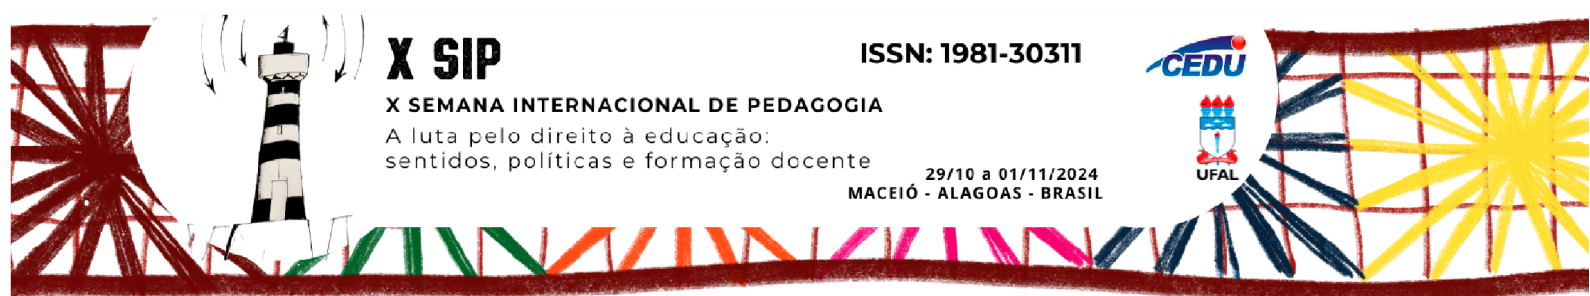 X SIP
ISSN: 1981-30311
CEDU
X SEMANA INTERNACIONAL DE PEDAGOGIA
A luta pelo direito à educação:
sentidos, políticas e formação docente
29/10 a 01/11/2024
MACEIÓ - ALAGOAS - BRASIL
UFAL